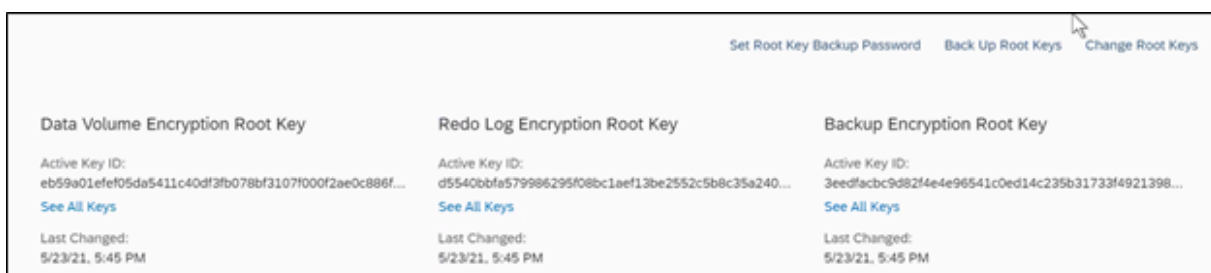 Set Root Key Backup Password Back Up Root Keys Change Root Keys
Data Volume Encryption Root Key Redo Log Encryption Root Key Backup Encryption Root Key
Active Key ID: Active Key ID: Active Key ID:
eb59a01efef05da5411c40df3fb078bf3107f000f2ae0c886f... d5540bbfa579986295f08bc1aef13be2552c5b8c35a240... 3eedfacbc9d82f4e4e96541c0ed14c235b31733f4921398...
See All Keys See All Keys See All Keys
Last Changed: Last Changed: Last Changed:
5/23/21, 5:45 PM 5/23/21, 5:45 PM 5/23/21, 5:45 PM